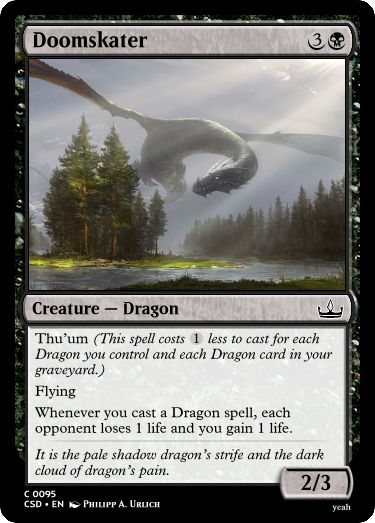 Doomskater 3
Creature — Dragon
Thu'um (This spell costs 1 less to cast for each
Dragon you control and each Dragon card in your
graveyard.)
Flying
Whenever you cast a Dragon spell, each
opponent loses 1 life and you gain 1 life.
It is the pale shadow dragon's strife and the dark
cloud of dragon's pain.
2/3
C 0095
CSD • EN Philipp A. Urlich
yeah